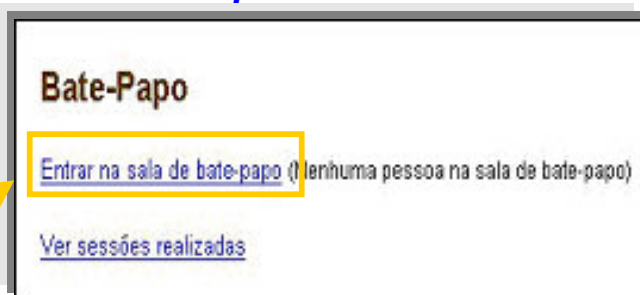 Bate-Papo
Entrar na sala de bate-papo (Nenhuma pessoa na sala de bate-papo)
Ver sessões realizadas